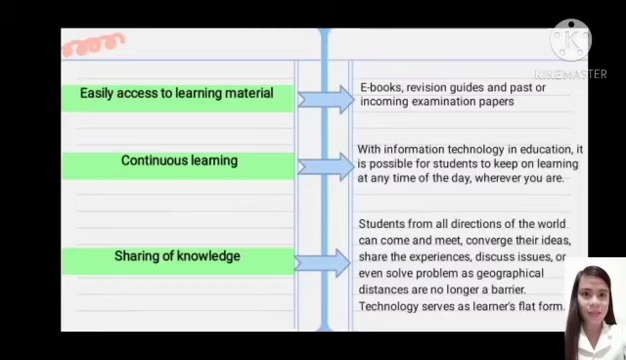 KINEMASTER
Easily access to learning material
E-books, revision guides and past or
incoming examination papers
Continuous learning
With information technology in education, it
is possible for students to keep on learning
at any time of the day, wherever you are.
Sharing of knowledge
Students from all directions of the world
can come and meet, converge their ideas,
share the experiences, discuss issues, or
even solve problem as geographical
distances are no longer a barrier.
Technology serves as learner's flat form.